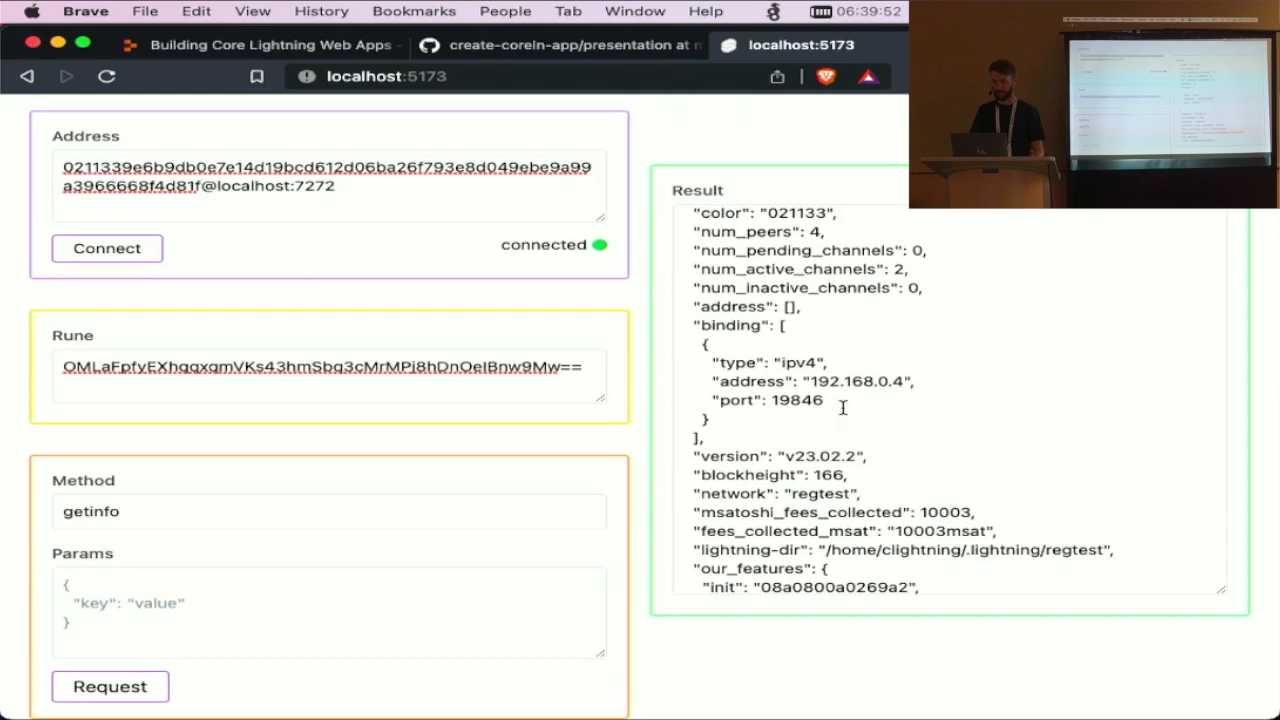 Brave File Edit View History Bookmarks People Tab Window Help 06:39:52
Building Core Lightning Web Apps - create-coreln-app/presentation at m localhost:5173
localhost:5173
Address
0211339e6b9db0e7e14d19bcd612d06ba26f793e8d049ebe9a99
a3966668f4d81f@localhost:7272
Connect
connected
Rune
OMLaFpfyEXhgqxqmVKs43hmSbq3cMrMPj8hDnOelBnw9Mw==
Method
getinfo
Params
{
"key": "value"
}
Request
Result
"color": "021133",
"num_peers": 4,
"num_pending_channels": 0,
"num_active_channels": 2,
"num_inactive_channels": 0,
"address": [],
"binding": [
{
"type": "ipv4",
"address": "192.168.0.4",
"port": 19846
}
],
"version": "v23.02.2",
"blockheight": 166,
"network": "regtest",
"msatoshi_fees_collected": 10003,
"fees_collected_msat": "10003msat",
"lightning-dir": "/home/clightning/.lightning/regtest",
"our_features": {
"init": "08a0800a0269a2",